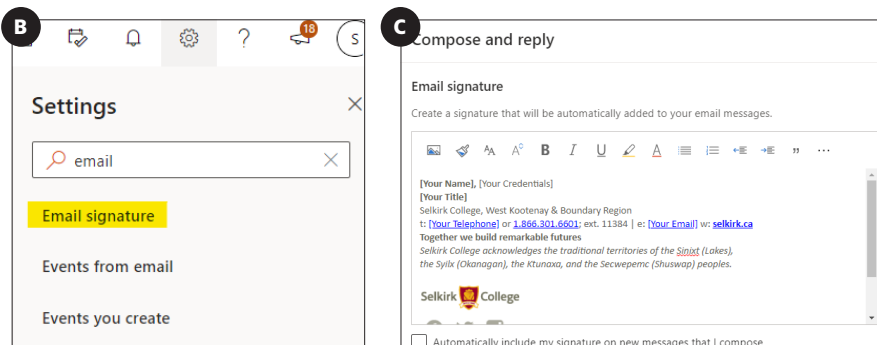 B
18
?
S
Settings
email
Email signature
Events from email
Events you create
C
Compose and reply
Email signature
Create a signature that will be automatically added to your email messages.
AA A B I U A " ...
[Your Name], [Your Credentials]
[Your Title]
Selkirk College, West Kootenay & Boundary Region
t: [Your Telephone] or 1.866.301.6601; ext. 11384 | e: [Your Email] w: selkirk.ca
Together we build remarkable futures
Selkirk College acknowledges the traditional territories of the Sinixt (Lakes),
the Syilx (Okanagan), the Ktunaxa, and the Secwepemc (Shuswap) peoples.
Selkirk College
Automatically include my signature on new messages that I compose